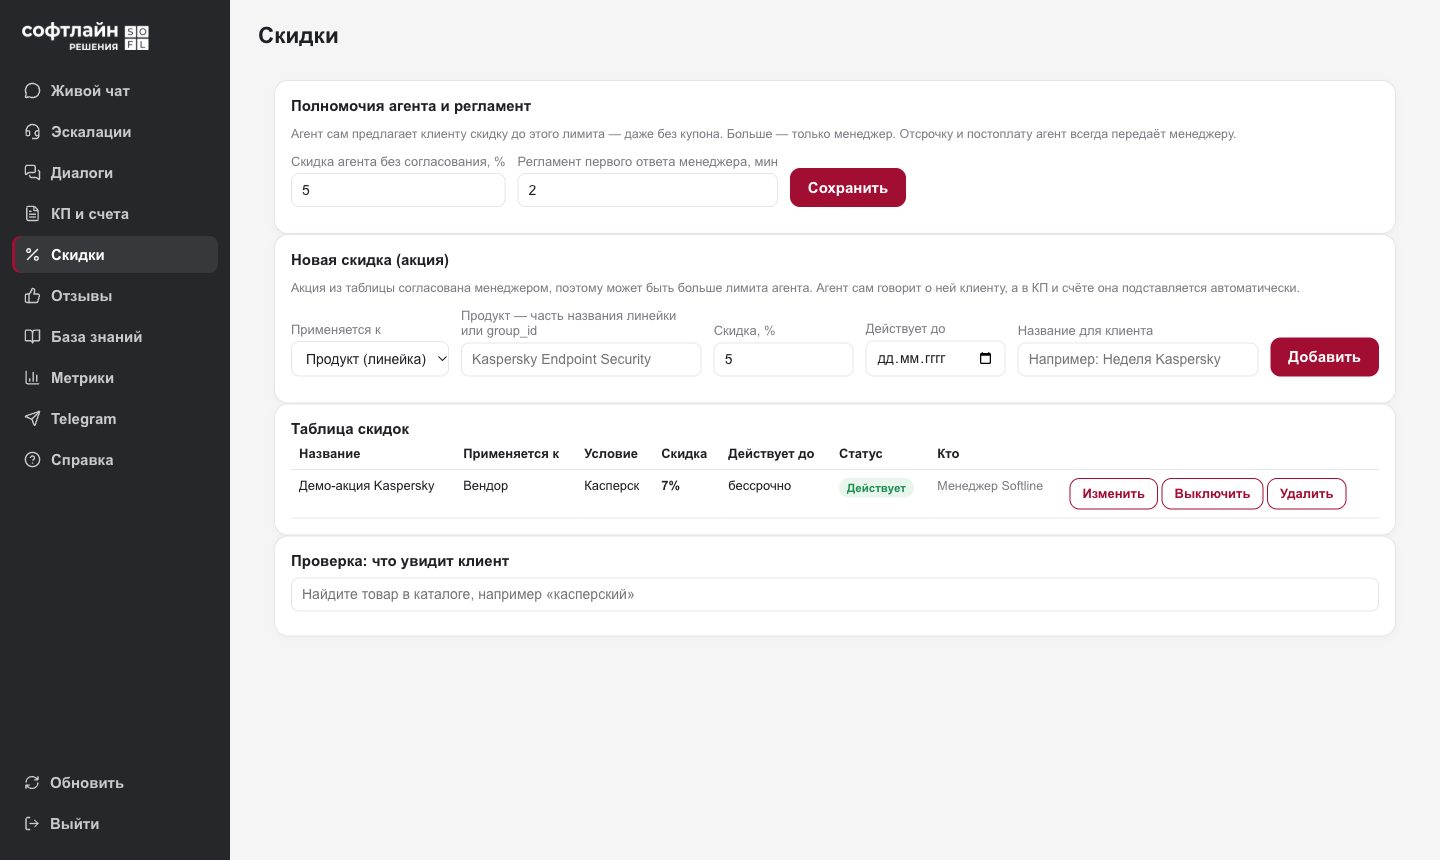 софтлайн
РЕШЕНИЯ
SO
FL
Скидки
Живой чат
Эскалации
Диалоги
КП и счета
Скидки
Отзывы
База знаний
Метрики
Telegram
Справка
Обновить
Выйти
Полномочия агента и регламент
Агент сам предлагает клиенту скидку до этого лимита — даже без купона. Больше — только менеджер. Отсрочку и постоплату агент всегда передаёт менеджеру.
Скидка агента без согласования, % Регламент первого ответа менеджера, мин
5 2 Сохранить
Новая скидка (акция)
Акция из таблицы согласована менеджером, поэтому может быть больше лимита агента. Агент сам говорит о ней клиенту, а в КП и счёте она подставляется автоматически.
Применяется к
Продукт (линейка)
Продукт — часть названия линейки
или group_id
Kaspersky Endpoint Security
Скидка, %
5
Действует до
дд.мм.гггг
Название для клиента
Например: Неделя Kaspersky
Добавить
Таблица скидок
Название Применяется к Условие Скидка Действует до Статус Кто
Демо-акция Kaspersky Вендор Касперск 7% бессрочно Действует Менеджер Softline Изменить Выключить Удалить
Проверка: что увидит клиент
Найдите товар в каталоге, например «касперский»